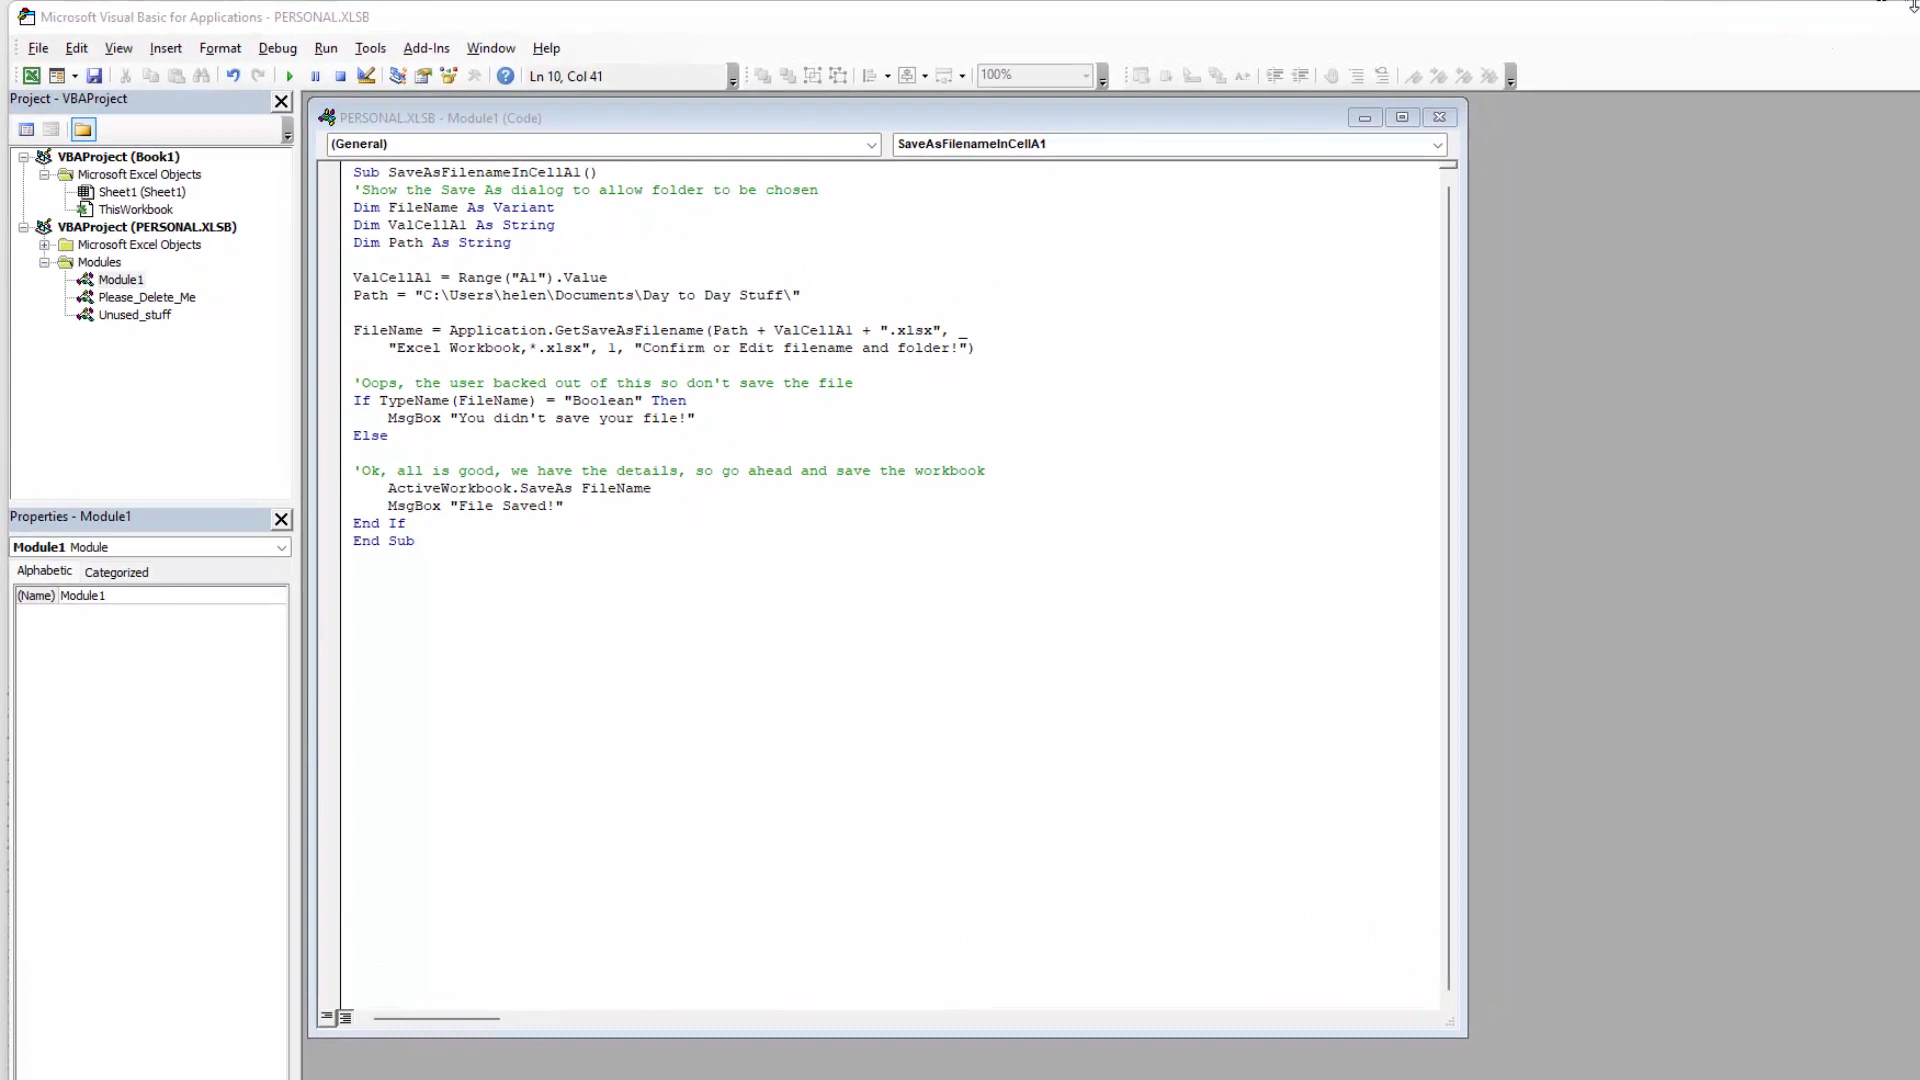 Microsoft Visual Basic for Applications - PERSONAL.XLSB
File Edit View Insert Format Debug Run Tools Add-Ins Window Help
Ln 10, Col 41
100%
Project - VBAProject
VBAProject (Book1)
Microsoft Excel Objects
Sheet1 (Sheet1)
ThisWorkbook
VBAProject (PERSONAL.XLSB)
Microsoft Excel Objects
Modules
Module1
Please_Delete_Me
Unused_stuff
Properties - Module1
Module1 Module
Alphabetic Categorized
(Name) Module1
PERSONAL.XLSB - Module1 (Code)
(General) SaveAsFilenameInCellA1
Sub SaveAsFilenameInCellA1()
'Show the Save As dialog to allow folder to be chosen
Dim FileName As Variant
Dim ValCellA1 As String
Dim Path As String
ValCellA1 = Range("A1").Value
Path = "C:\Users\helen\Documents\Day to Day Stuff\"
FileName = Application.GetSaveAsFilename(Path + ValCellA1 + ".xlsx", _
"Excel Workbook,*.xlsx", 1, "Confirm or Edit filename and folder!")
'Oops, the user backed out of this so don't save the file
If TypeName(FileName) = "Boolean" Then
MsgBox "You didn't save your file!"
Else
'Ok, all is good, we have the details, so go ahead and save the workbook
ActiveWorkbook.SaveAs FileName
MsgBox "File Saved!"
End If
End Sub